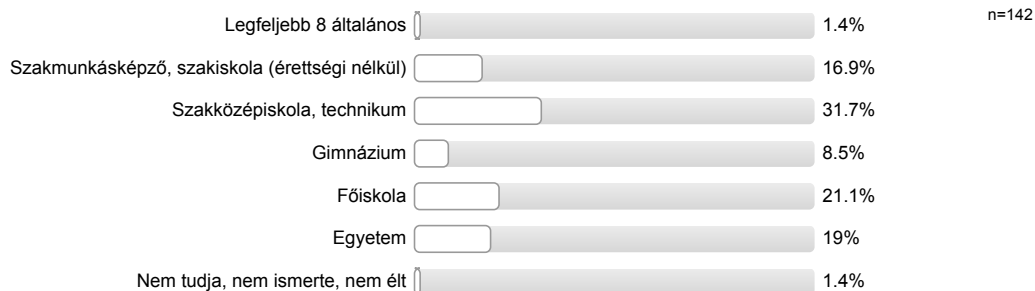 Legfeljebb 8 általános 1.4% n=142
Szakmunkásképző, szakiskola (érettségi nélkül) 16.9%
Szakközépiskola, technikum 31.7%
Gimnázium 8.5%
Főiskola 21.1%
Egyetem 19%
Nem tudja, nem ismerte, nem élt 1.4%